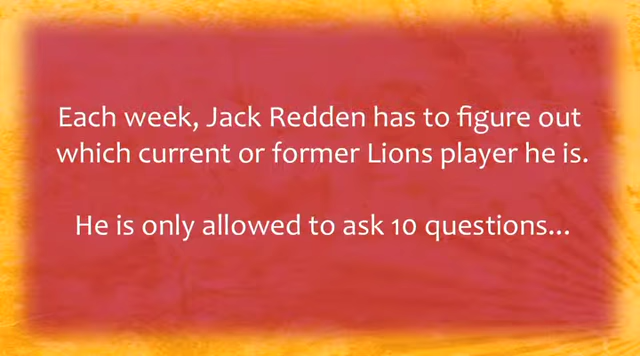 Each week, Jack Redden has to figure out
which current or former Lions player he is.
He is only allowed to ask 10 questions...